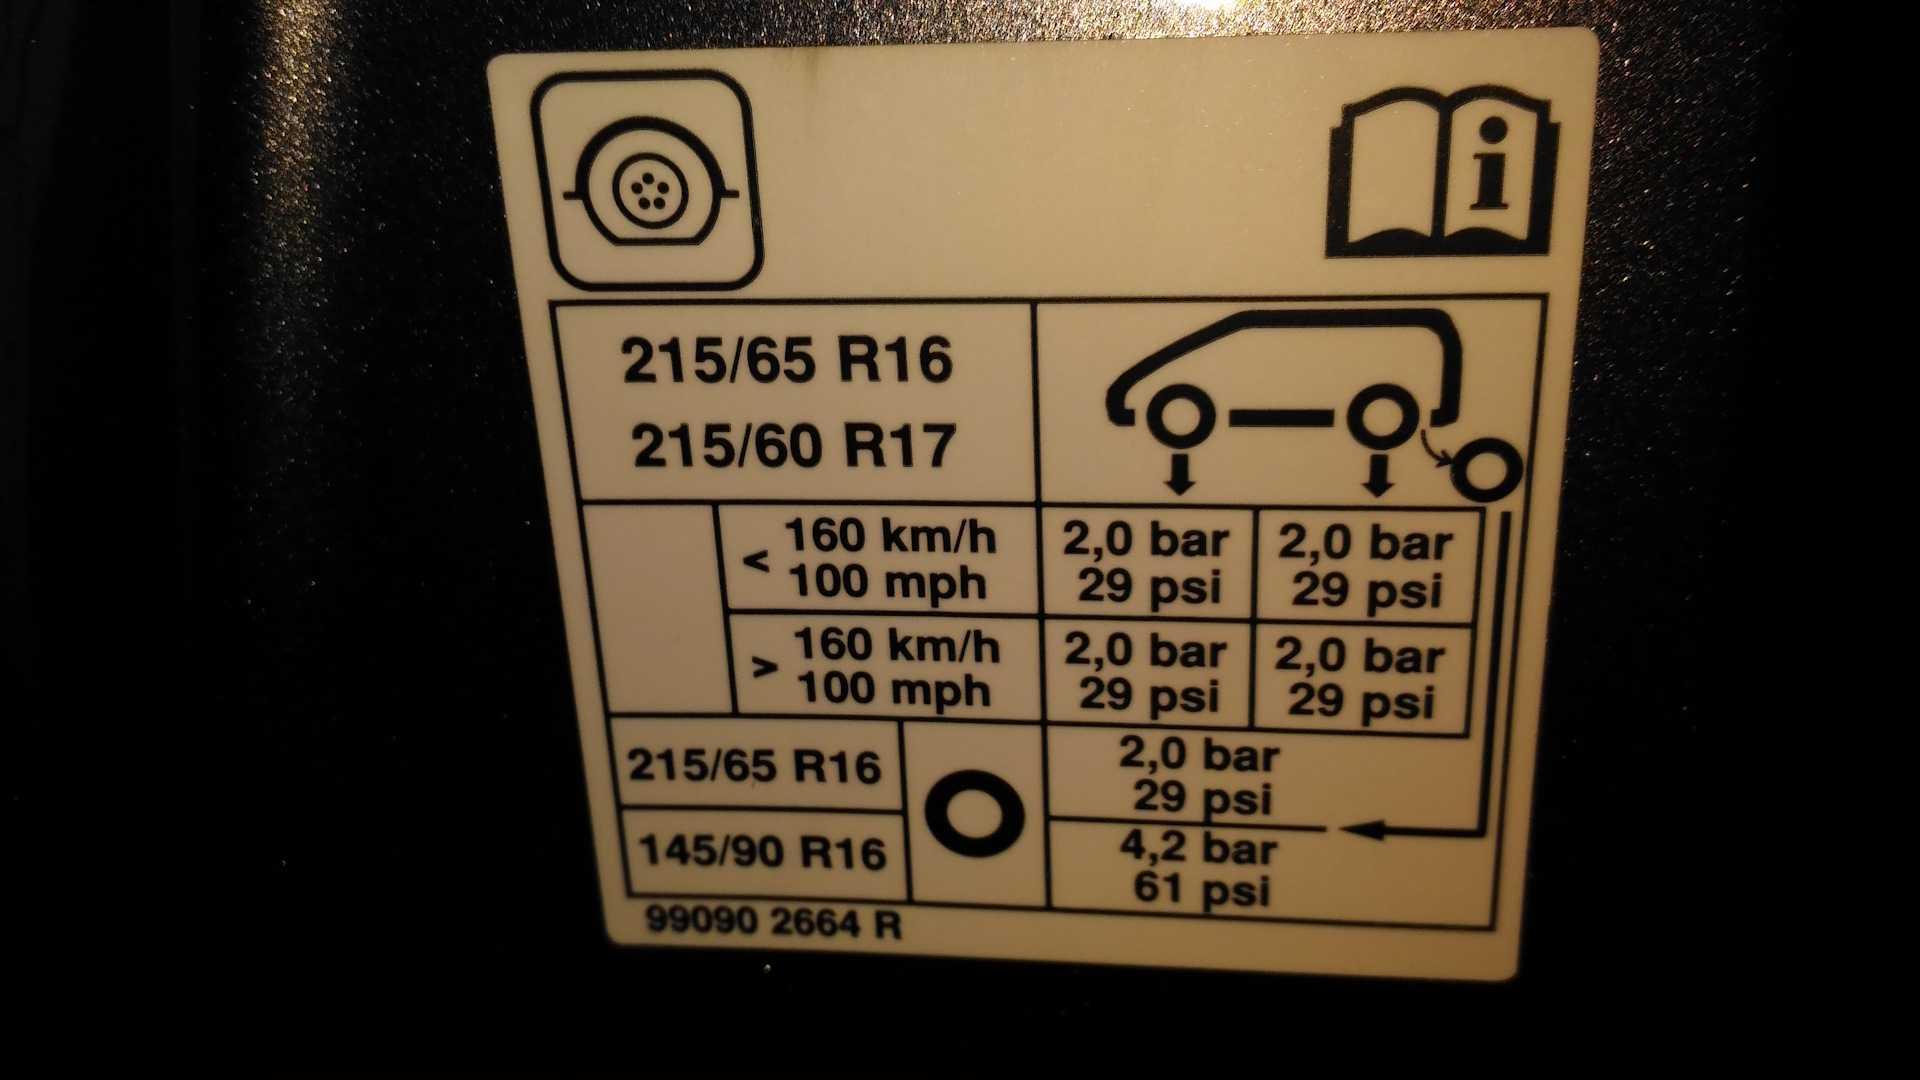 i
215/65 R16
215/60 R17
< 160 km/h
100 mph
2,0 bar
29 psi
2,0 bar
29 psi
> 160 km/h
100 mph
2,0 bar
29 psi
2,0 bar
29 psi
215/65 R16
2,0 bar
29 psi
145/90 R16
4,2 bar
61 psi
99090 2664 R